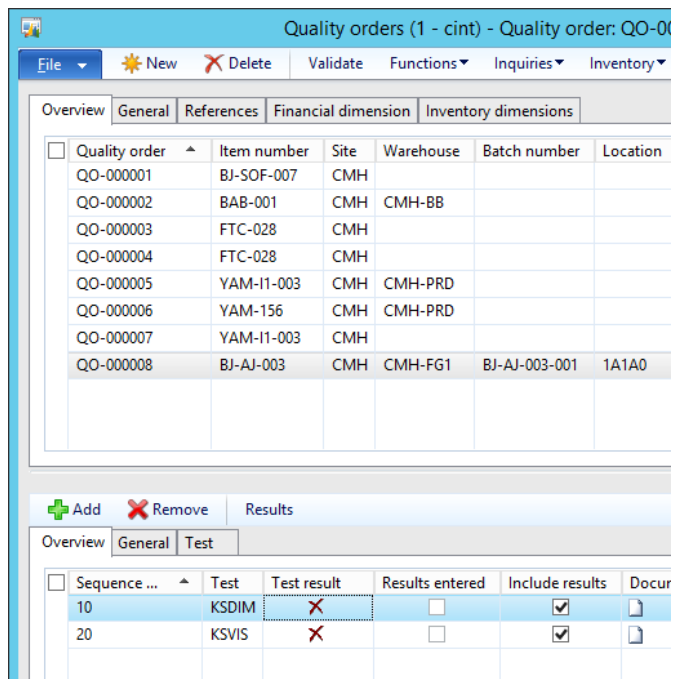 Quality orders (1 - cint) - Quality order: QO-00
File New Delete Validate Functions Inquiries Inventory
Overview General References Financial dimension Inventory dimensions
Quality order Item number Site Warehouse Batch number Location
QO-000001 BJ-SOF-007 CMH
QO-000002 BAB-001 CMH CMH-BB
QO-000003 FTC-028 CMH
QO-000004 FTC-028 CMH
QO-000005 YAM-I1-003 CMH CMH-PRD
QO-000006 YAM-156 CMH CMH-PRD
QO-000007 YAM-I1-003 CMH
QO-000008 BJ-AJ-003 CMH CMH-FG1 BJ-AJ-003-001 1A1A0
Add Remove Results
Overview General Test
Sequence ... Test Test result Results entered Include results Docur
10 KSDIM
20 KSVIS